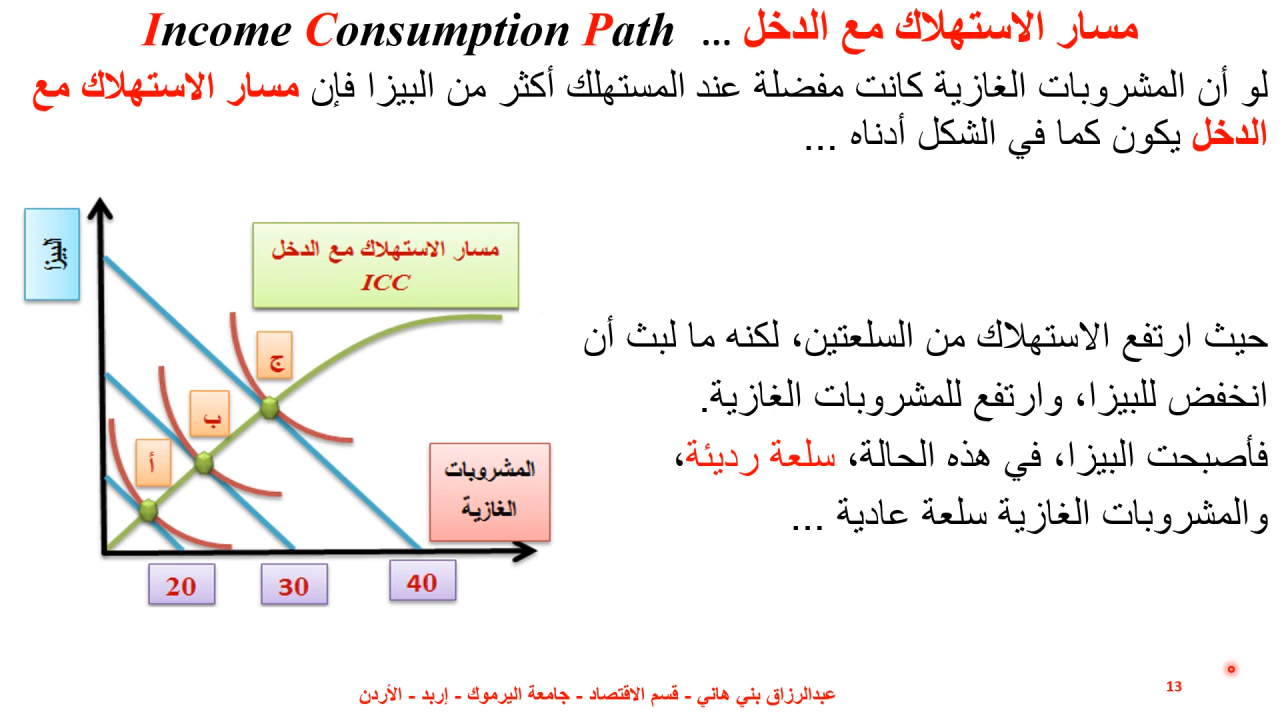 مسار الاستهلاك مع الدخل ... Income Consumption Path
لو أن المشروبات الغازية كانت مفضلة عند المستهلك أكثر من البيزا فإن مسار الاستهلاك مع
الدخل يكون كما في الشكل أدناه ...
البيزا
مسار الاستهلاك مع الدخل
ICC
ج
ب
أ
المشروبات
الغازية
20
30
40
حيث ارتفع الاستهلاك من السلعتين، لكنه ما لبث أن
انخفض للبيزا، وارتفع للمشروبات الغازية.
فأصبحت البيزا، في هذه الحالة، سلعة رديئة،
والمشروبات الغازية سلعة عادية ...
عبدالرزاق بني هاني - قسم الاقتصاد - جامعة اليرموك - إربد - الأردن
13